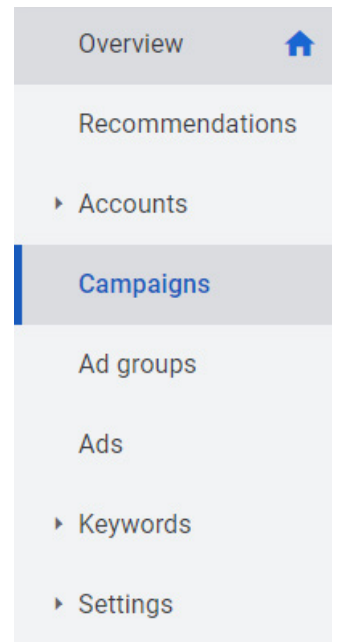 Overview
Recommendations
Accounts
Campaigns
Ad groups
Ads
Keywords
Settings